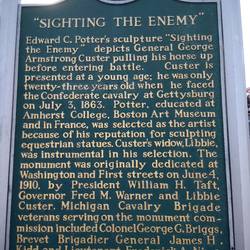 "SIGHTING THE ENEMY"
Edward C. Potter's sculpture "Sighting
the Enemy" depicts General George
Armstrong Custer pulling his horse up
before entering battle. Custer is
presented at a young age; he was only
twenty-three years old when he faced
the Confederate cavalry at Gettysburg
on July 3, 1863. Potter, educated at
Amherst College, Boston Art Museum
and in France, was selected as the artist
because of his reputation for sculpting
equestrian statues. Custer's widow, Libbie,
was instrumental in his selection. The
monument was originally dedicated at
Washington and First streets on June 4,
1910, by President William H. Taft,
Governor Fred M. Warner and Libbie
Custer. Michigan Cavalry Brigade
veterans serving on the monument com-
mission included Colonel George G. Briggs,
Brevet Brigadier General James H.
Kidd and Lieutenant